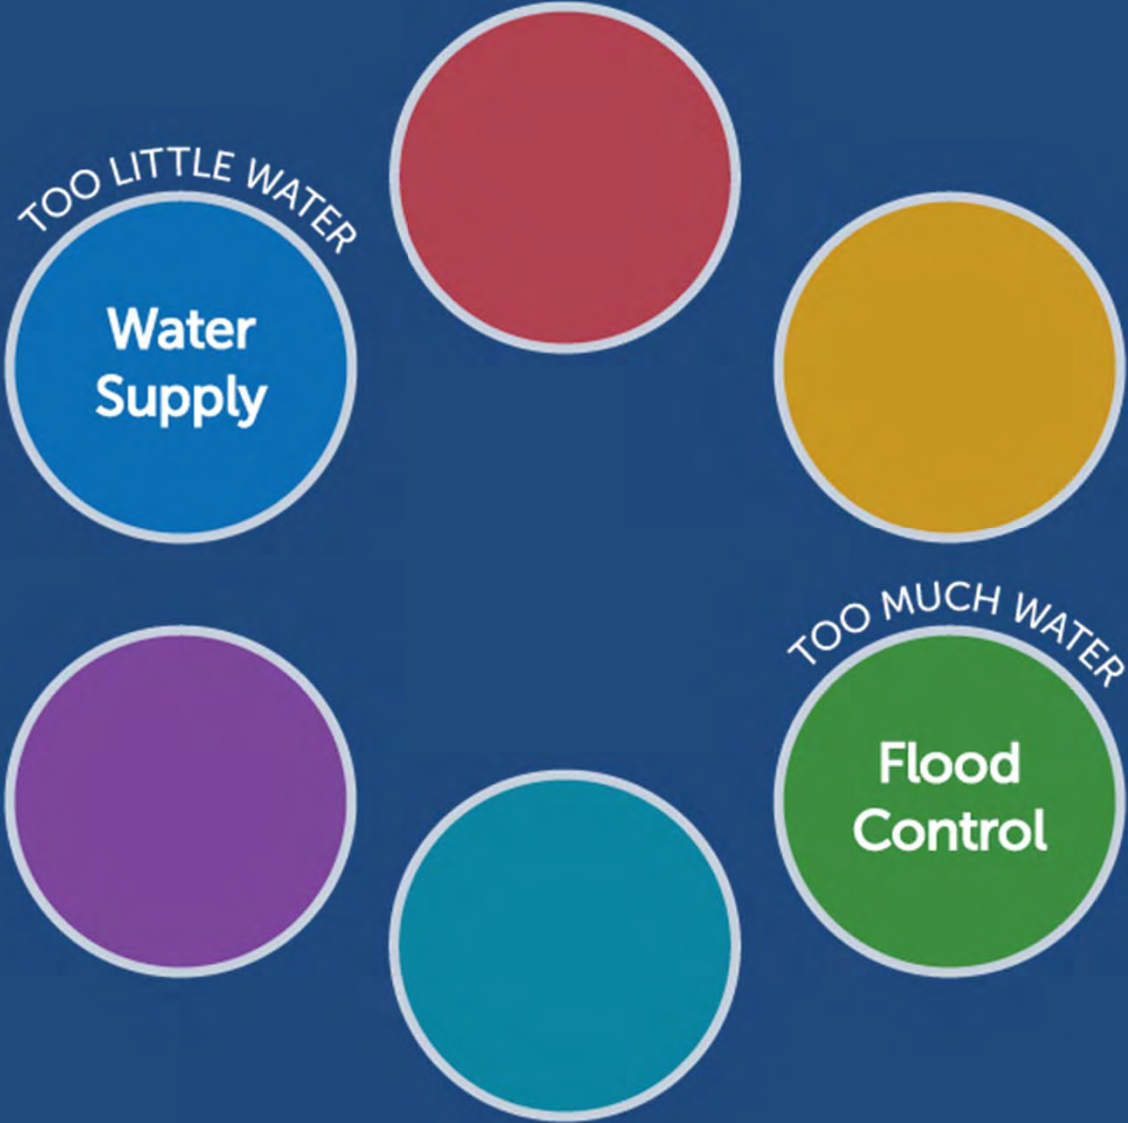 TOO LITTLE WATER
Water
Supply
TOO MUCH WATER
Flood
Control